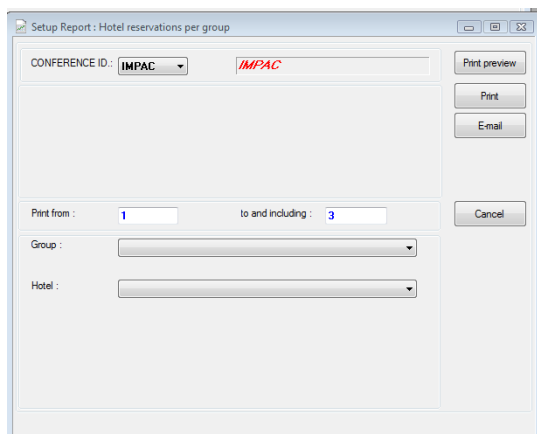 Setup Report : Hotel reservations per group
CONFERENCE ID.: IMPAC IMPAC Print preview
Print
E-mail
Print from : 1 to and including : 3 Cancel
Group :
Hotel :